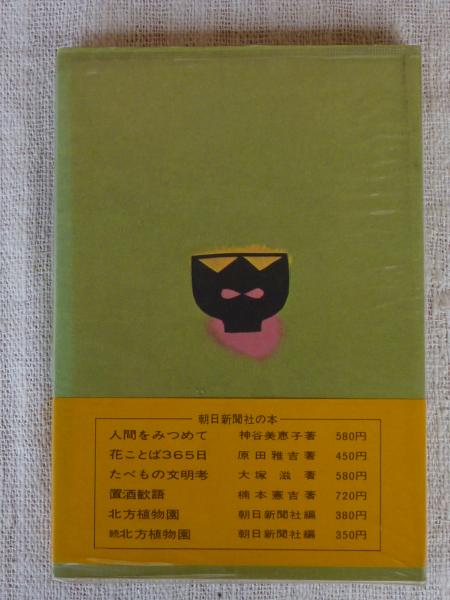 朝日新聞社の本
人間をみつめて 神谷美恵子著 580円
花ことば365日 原田雅吉著 450円
たべもの文明考 大塚滋著 580円
置酒歓語 楠本憲吉著 720円
北方植物園 朝日新聞社編 380円
続北方植物園 朝日新聞社編 350円